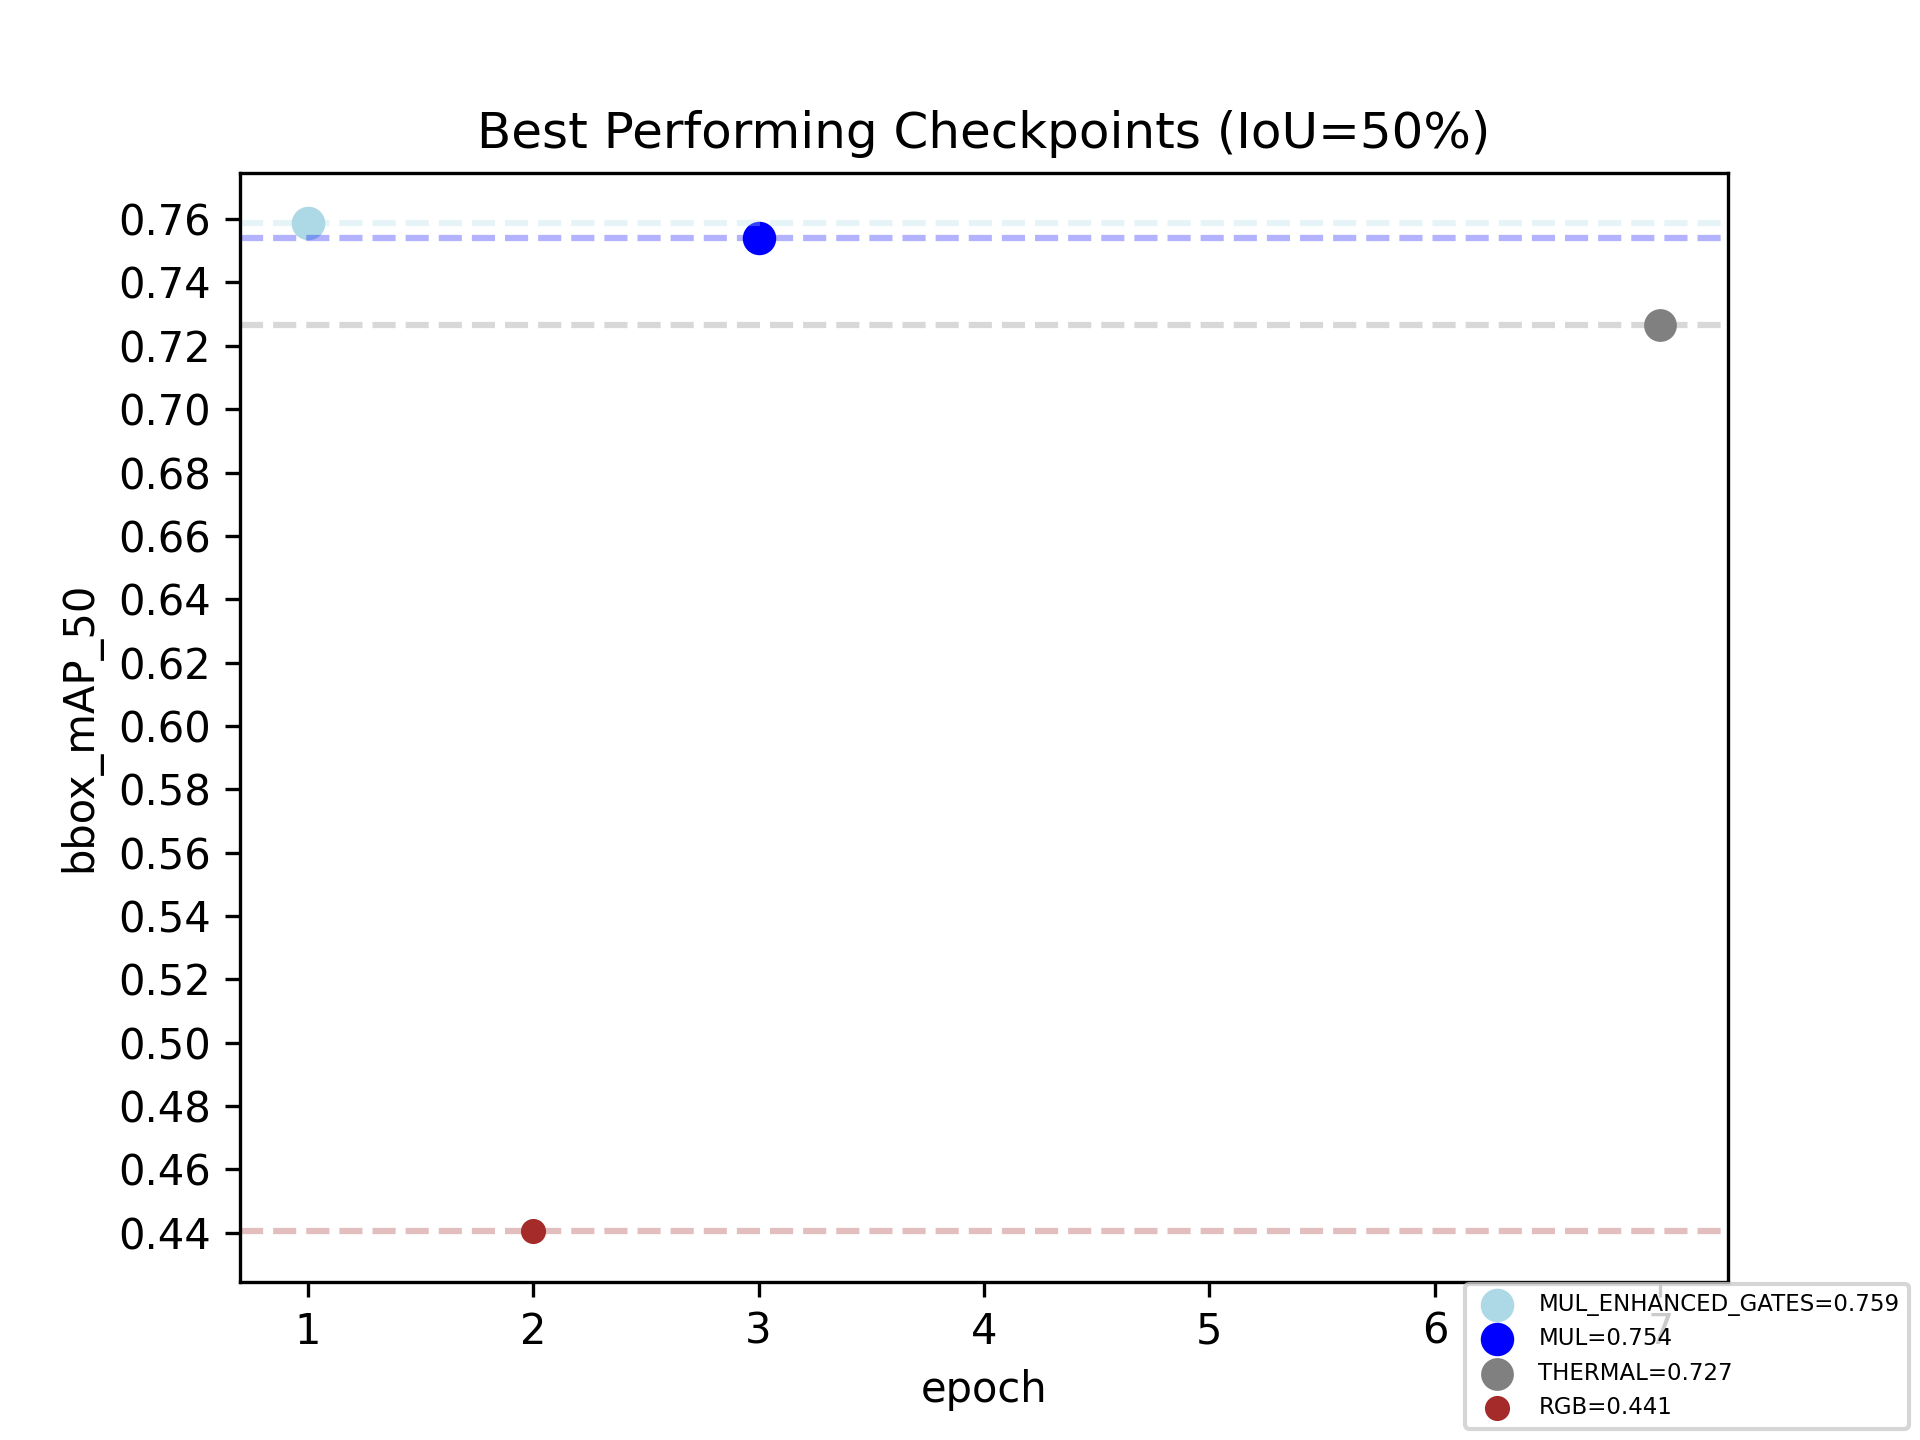 Best Performing Checkpoints (IoU=50%)
bbox_mAP_50
0.76
0.74
0.72
0.70
0.68
0.66
0.64
0.62
0.60
0.58
0.56
0.54
0.52
0.50
0.48
0.46
0.44
1 2 3 4 5 6 7
epoch
MUL_ENHANCED_GATES=0.759
MUL=0.754
THERMAL=0.727
RGB=0.441